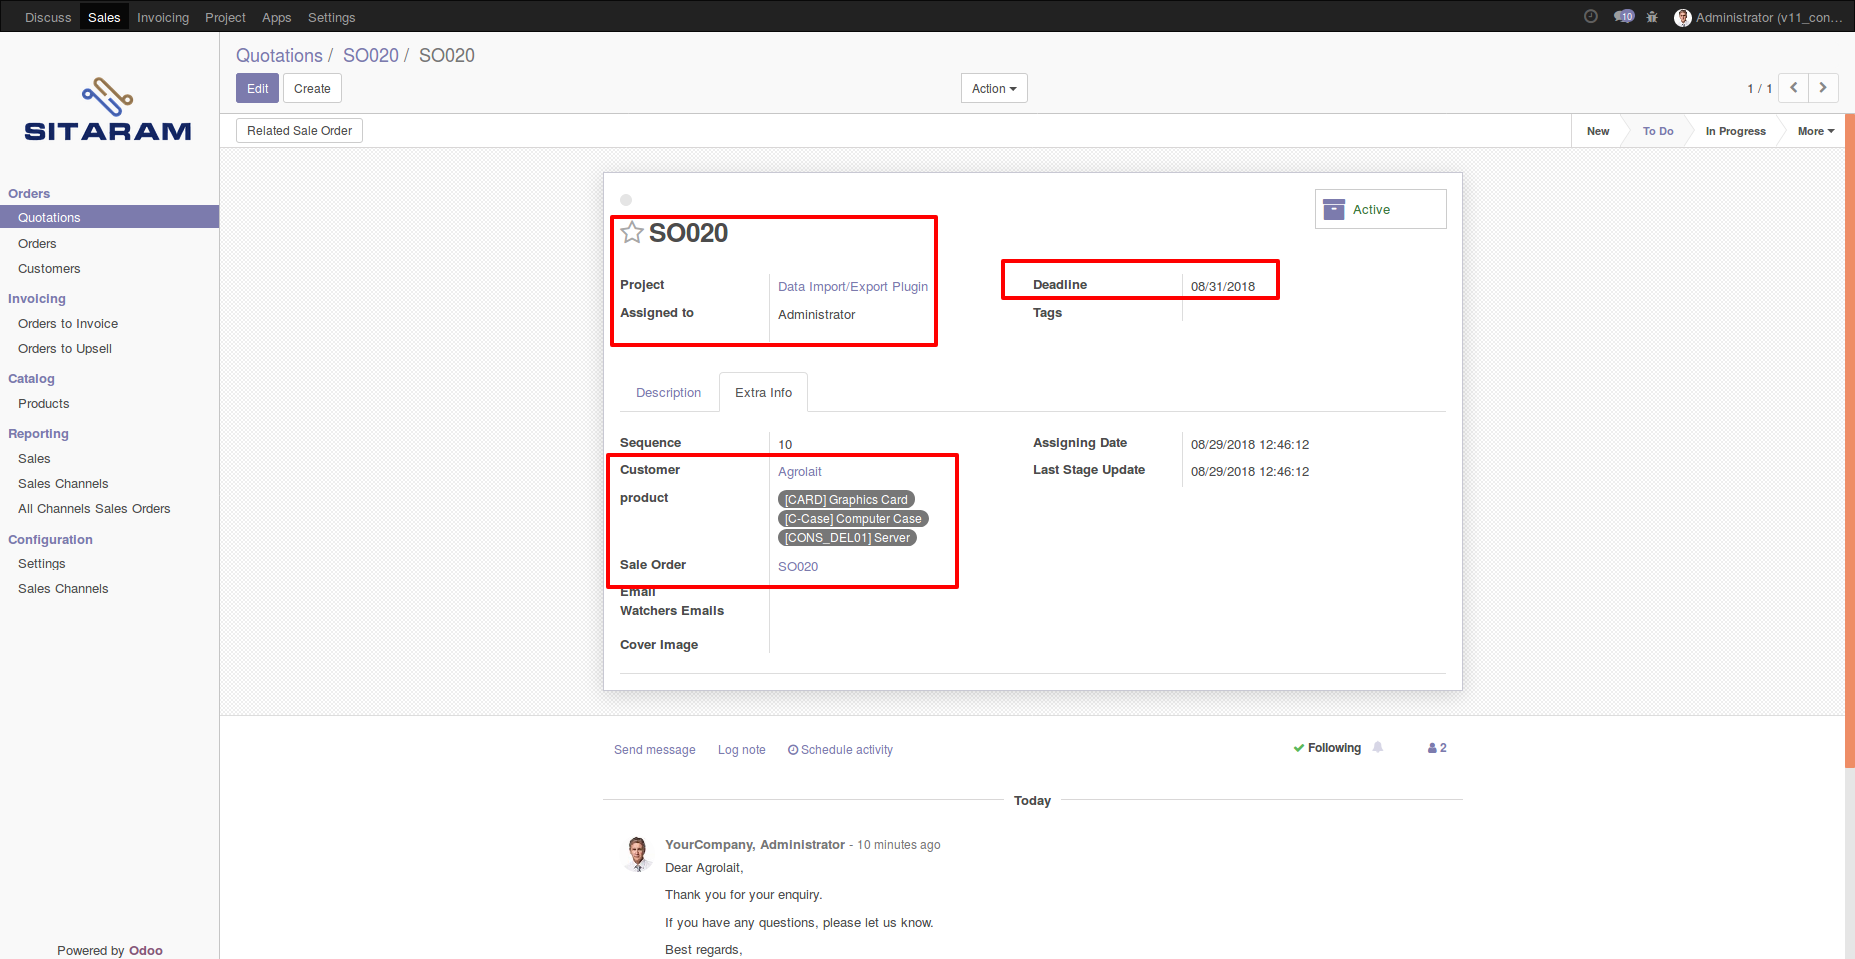 Discuss Sales Invoicing Project Apps Settings 10 Administrator (v11_con...
SITARAM
Orders
Quotations
Orders
Customers
Invoicing
Orders to Invoice
Orders to Upsell
Catalog
Products
Reporting
Sales
Sales Channels
All Channels Sales Orders
Configuration
Settings
Sales Channels
Powered by Odoo
Quotations / SO020 / SO020
Edit Create Action 1 / 1
Related Sale Order New To Do In Progress More
Active
SO020
Project Data Import/Export Plugin
Assigned to Administrator
Deadline 08/31/2018
Tags
Description Extra Info
Sequence 10
Customer Agrolait
product [CARD] Graphics Card
[C-Case] Computer Case
[CONS_DEL01] Server
Sale Order SO020
Email
Watchers Emails
Cover Image
Assigning Date 08/29/2018 12:46:12
Last Stage Update 08/29/2018 12:46:12
Send message Log note Schedule activity Following 2
Today
YourCompany, Administrator - 10 minutes ago
Dear Agrolait,
Thank you for your enquiry.
If you have any questions, please let us know.
Best regards,